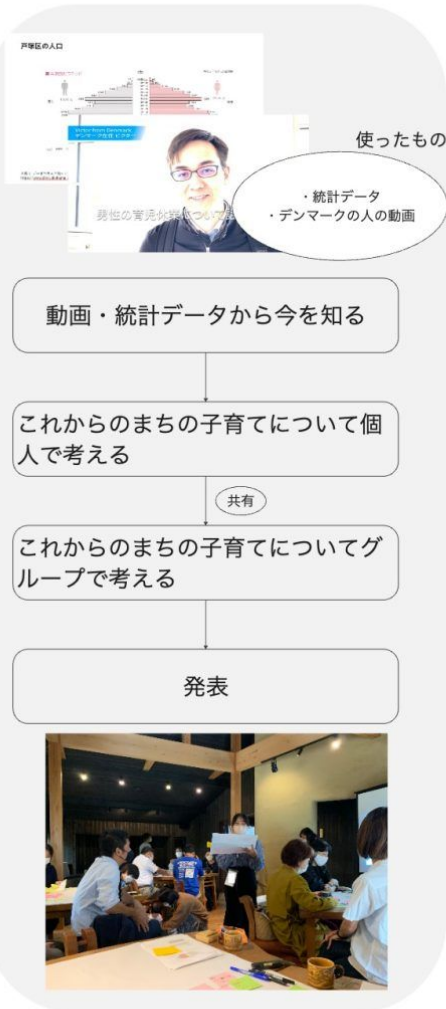 戸塚区の人口
Victor from Denmark
使ったもの
・統計データ
・デンマークの人の動画
男性の育児休業について
動画・統計データから今を知る
これからのまちの子育てについて個
人で考える
共有
これからのまちの子育てについてグ
ループで考える
発表